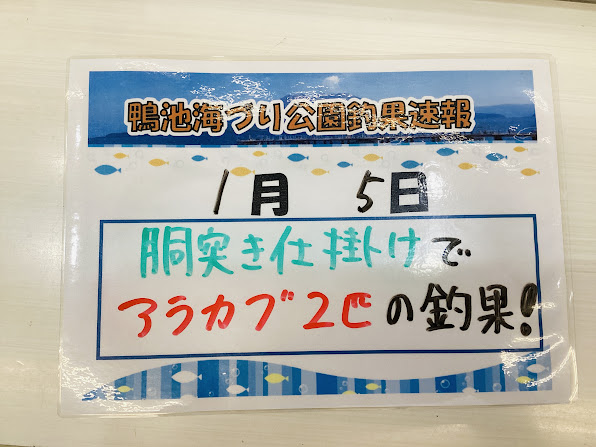 鴨池海づり公園釣果速報
1月 5日
胴突き仕掛けで
アラカブ2匹の釣果!